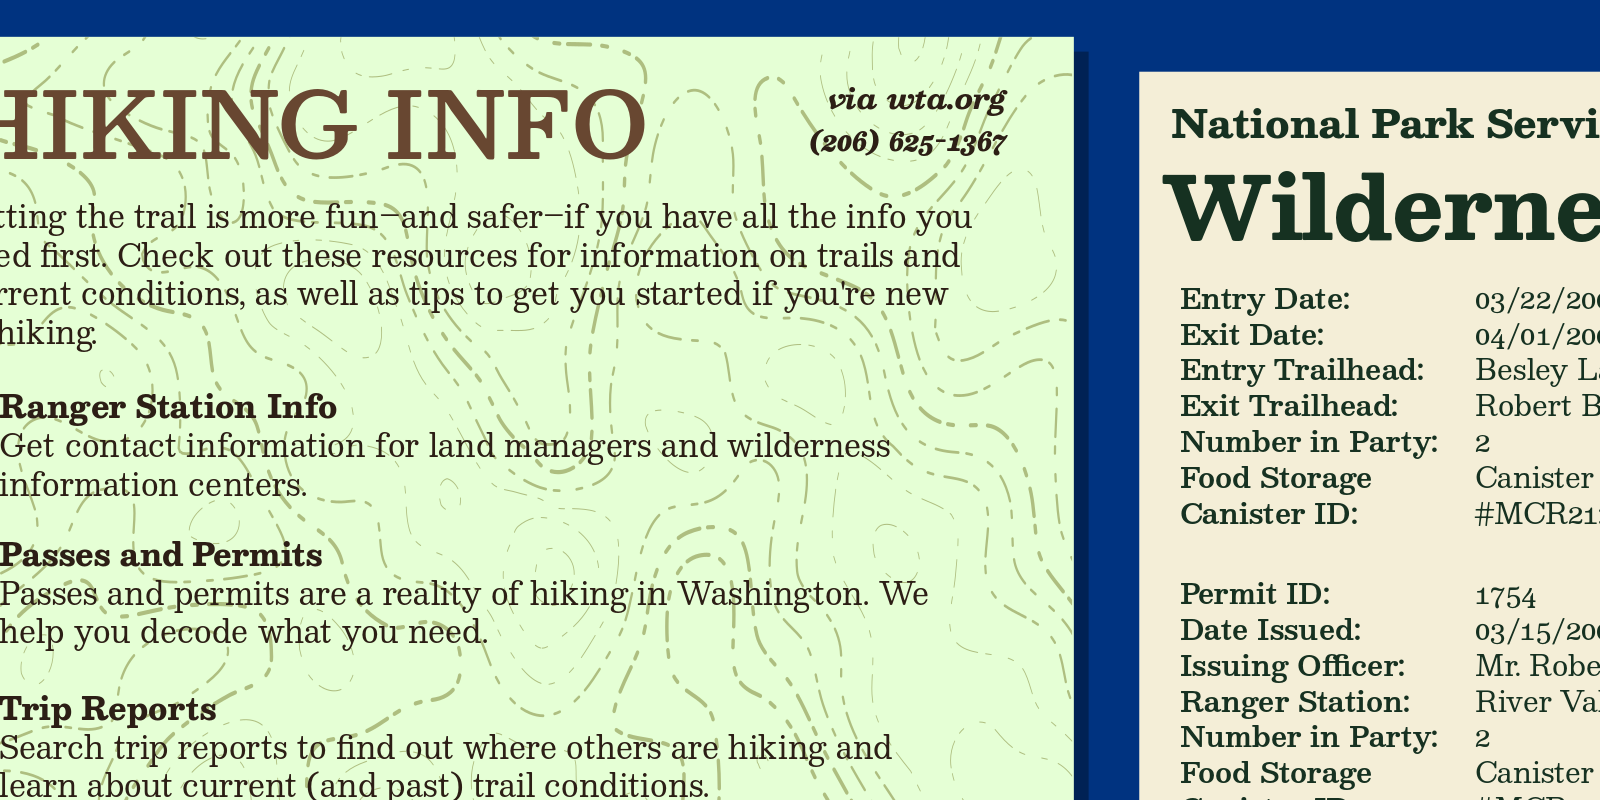 HIKING INFO
via wta.org
(206) 625-1367
tting the trail is more fun—and safer—if you have all the info you
ed first. Check out these resources for information on trails and
rrent conditions, as well as tips to get you started if you're new
hiking.
Ranger Station Info
Get contact information for land managers and wilderness
information centers.
Passes and Permits
Passes and permits are a reality of hiking in Washington. We
help you decode what you need.
Trip Reports
Search trip reports to find out where others are hiking and
learn about current (and past) trail conditions.
National Park Servi
Wilderne
Entry Date: 03/22/200
Exit Date: 04/01/200
Entry Trailhead: Besley L
Exit Trailhead: Robert B
Number in Party: 2
Food Storage Canister
Canister ID: #MCR21
Permit ID: 1754
Date Issued: 03/15/200
Issuing Officer: Mr. Robe
Ranger Station: River Val
Number in Party: 2
Food Storage Canister